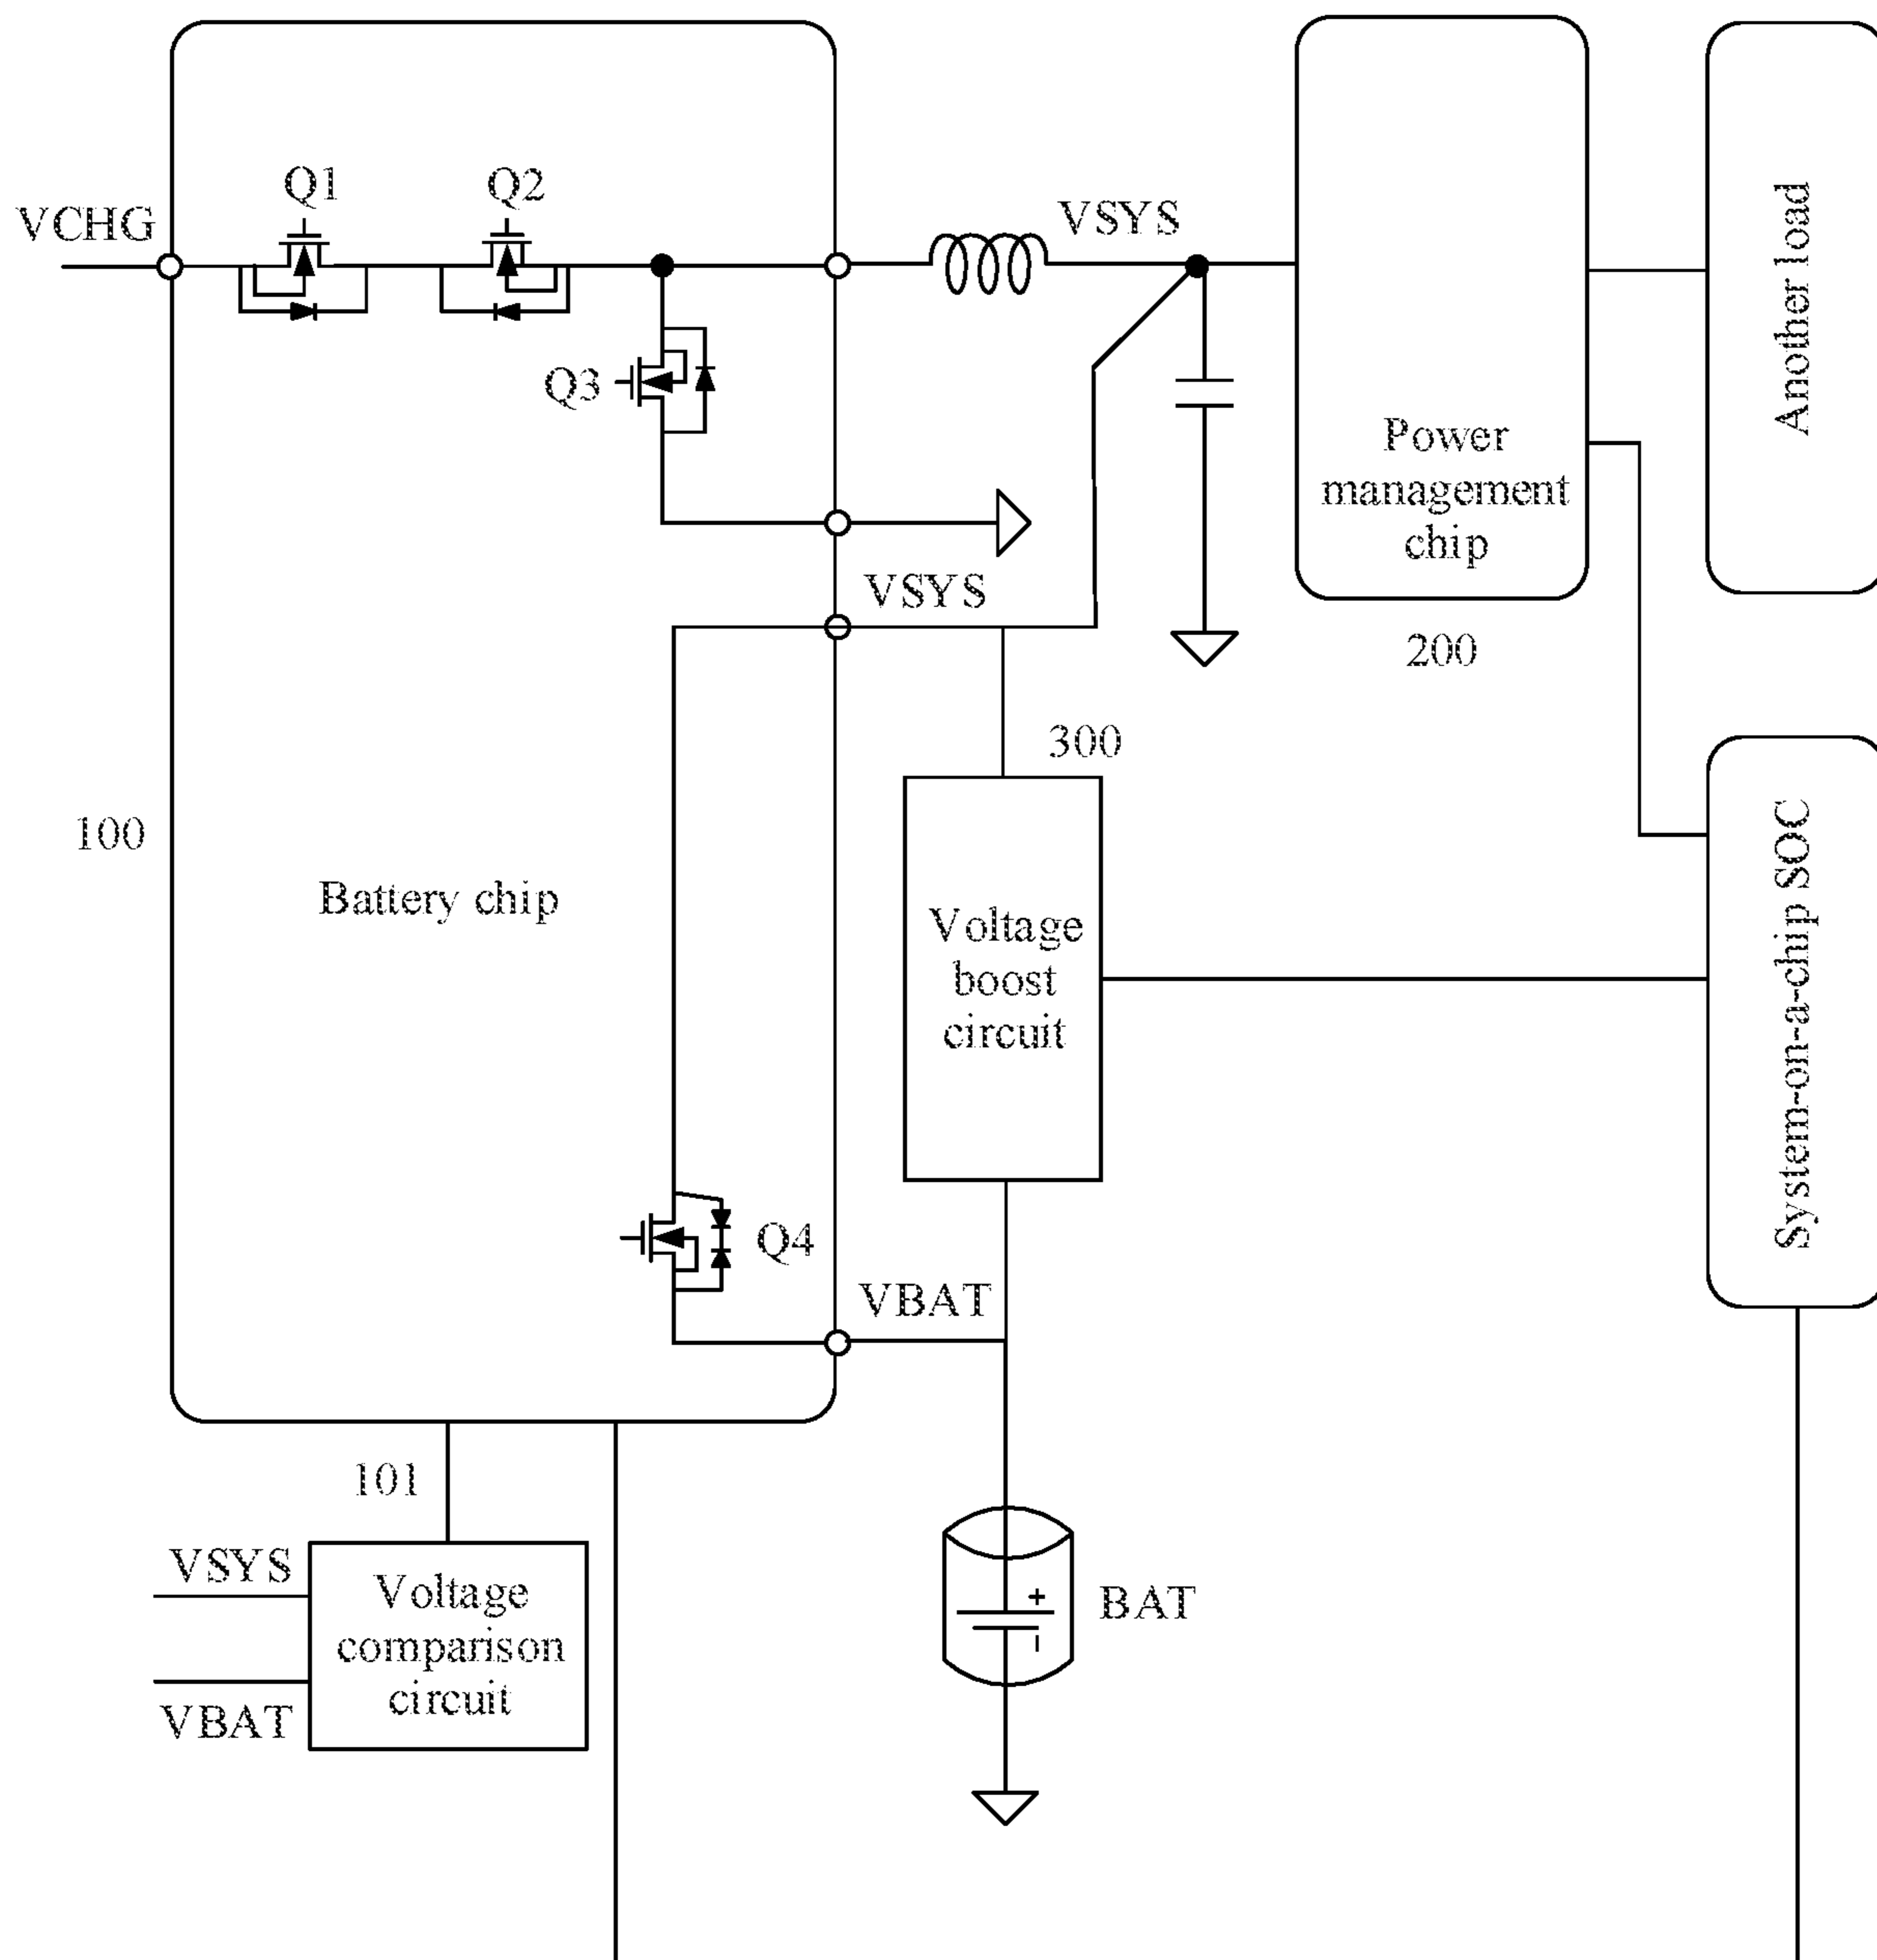 Q1
Q2
VCHG
VSYS
Another load
Q3
Power
management
chip
VSYS
200
300
100
Battery chip
Voltage
boost
circuit
System-on-a-chip SOC
Q4
VBAT
101
VSYS
Voltage
comparison
circuit
VBAT
+
BAT
−